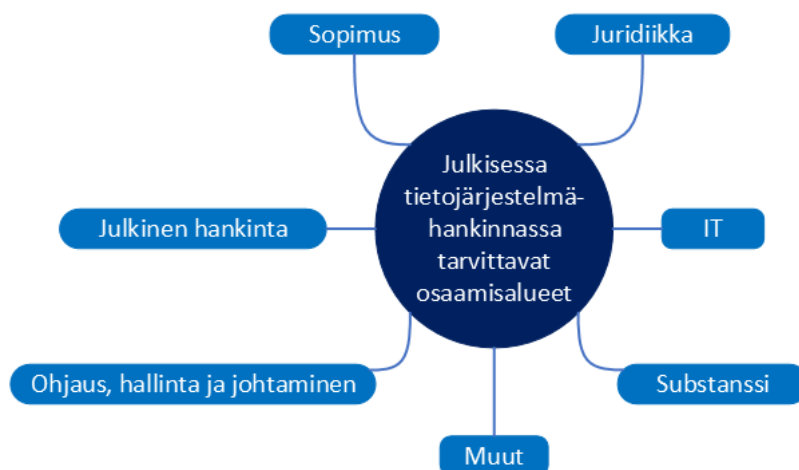 Sopimus
Juridiikka
Julkisessa
tietojärjestelmä-
hankinnassa
tarvittavat
osaamisalueet
Julkinen hankinta
IT
Ohjaus, hallinta ja johtaminen
Substanssi
Muut